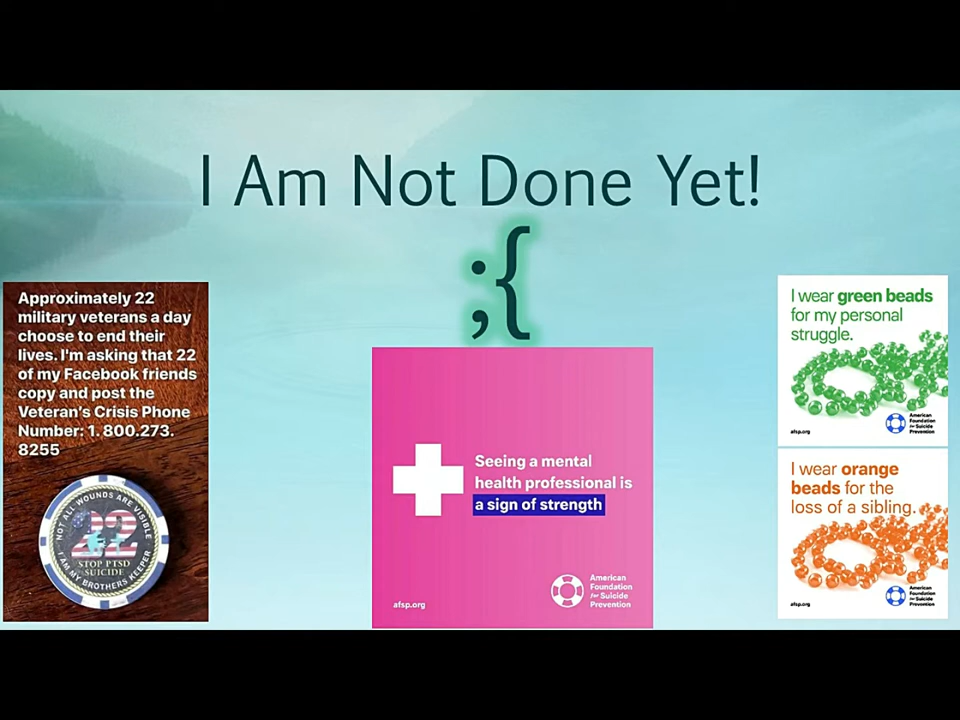 I Am Not Done Yet!
;{
Approximately 22
military veterans a day
choose to end their
lives. I'm asking that 22
of my Facebook friends
copy and post the
Veteran's Crisis Phone
Number: 1. 800.273.
8255
NOT ALL WOUNDS ARE VISIBLE
22
STOP PTSD
SUICIDE
I AM MY BROTHERS KEEPER
Seeing a mental
health professional is
a sign of strength
afsp.org
American
Foundation
for Suicide
Prevention
I wear green beads
for my personal
struggle.
afsp.org
American
Foundation
for Suicide
Prevention
I wear orange
beads for the
loss of a sibling.
afsp.org
American
Foundation
for Suicide
Prevention